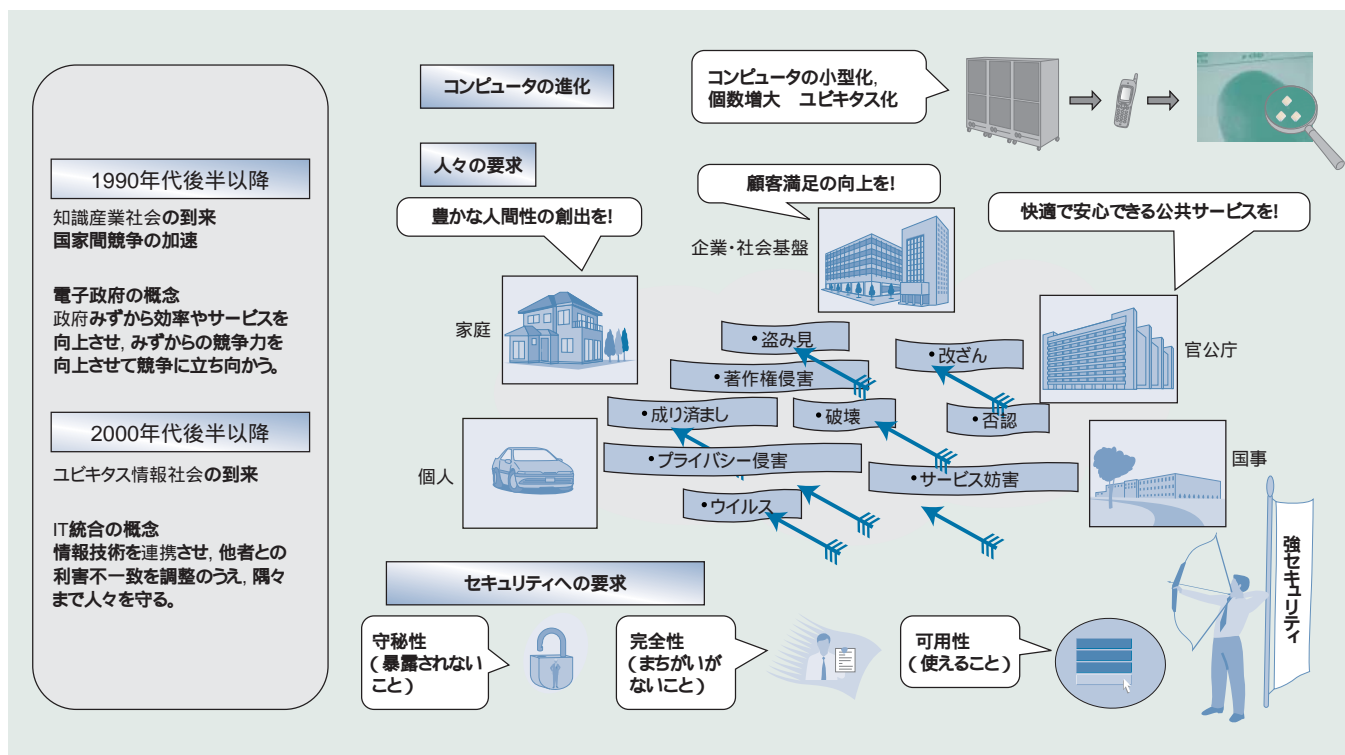 1990年代後半以降
知識産業社会の到来
国家間競争の加速
電子政府の概念
政府みずから効率やサービスを
向上させ, みずからの競争力を
向上させて競争に立ち向かう。
2000年代後半以降
ユビキタス情報社会の到来
IT統合の概念
情報技術を連携させ, 他者との
利害不一致を調整のうえ, 隅々
まで人々を守る。
コンピュータの進化
コンピュータの小型化,
個数増大 ユビキタス化
人々の要求
豊かな人間性の創出を!
顧客満足の向上を!
快適で安心できる公共サービスを!
企業・社会基盤
家庭
官公庁
個人
国事
•盗み見
•改ざん
•著作権侵害
•成り済まし
•破壊
•否認
•プライバシー侵害
•サービス妨害
•ウイルス
強セキュリティ
セキュリティへの要求
守秘性
(暴露されない
こと)
完全性
(まちがいが
ないこと)
可用性
(使えること)